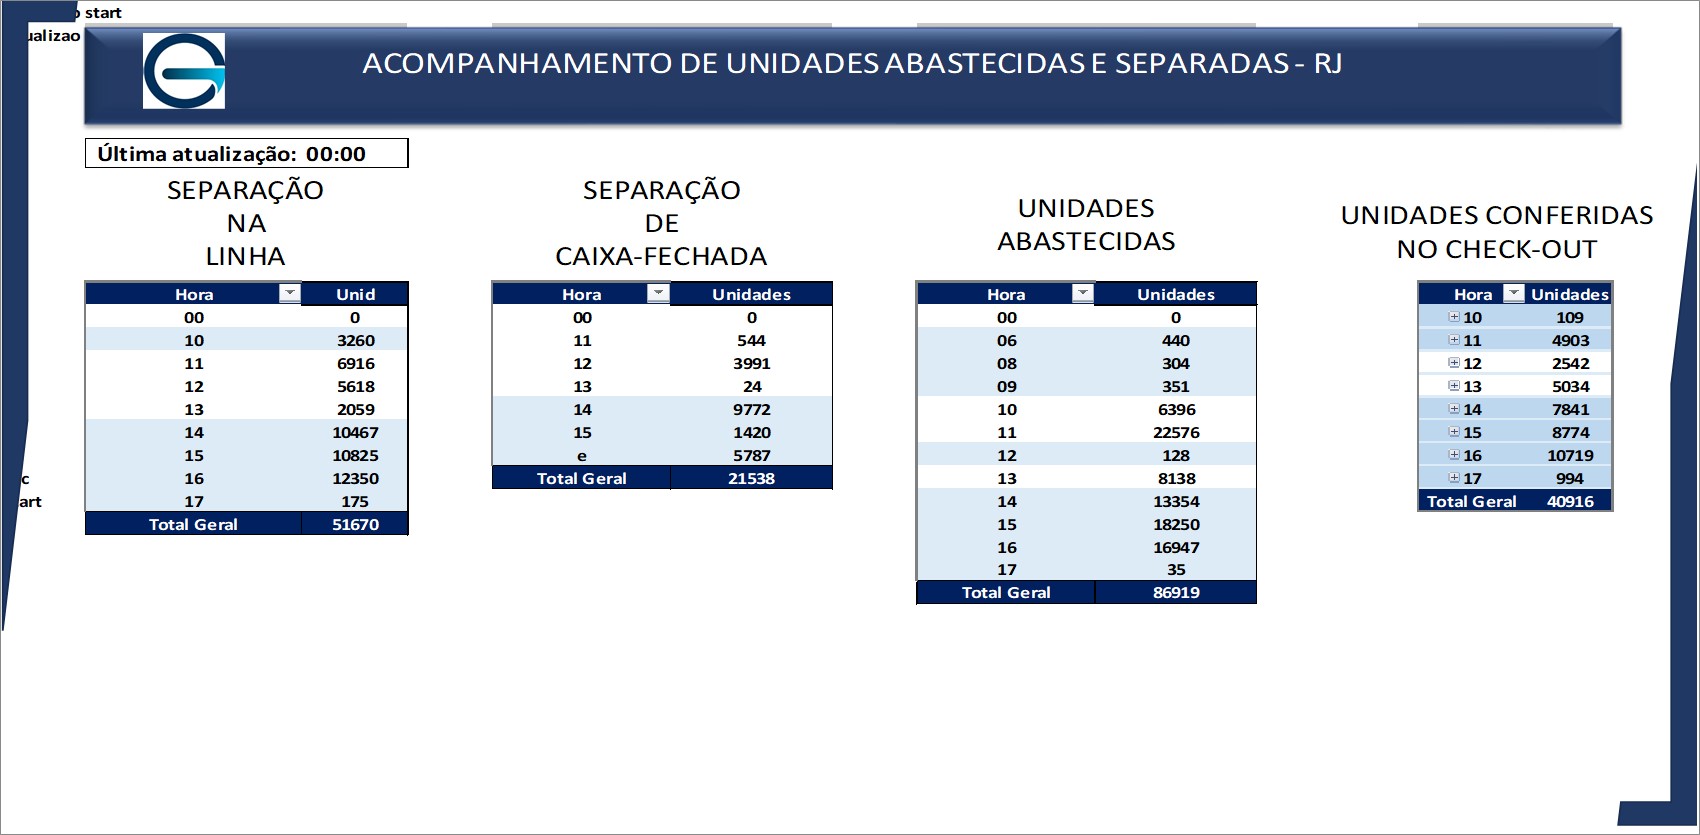 start
ualizao
ACOMPANHAMENTO DE UNIDADES ABASTECIDAS E SEPARADAS - RJ
Última atualização: 00:00
SEPARAÇÃO
NA
LINHA
Hora Unid
00 0
10 3260
11 6916
12 5618
13 2059
14 10467
15 10825
16 12350
17 175
Total Geral 51670
SEPARAÇÃO
DE
CAIXA-FECHADA
Hora Unidades
00 0
11 544
12 3991
13 24
14 9772
15 1420
e 5787
Total Geral 21538
UNIDADES
ABASTECIDAS
Hora Unidades
00 0
06 440
08 304
09 351
10 6396
11 22576
12 128
13 8138
14 13354
15 18250
16 16947
17 35
Total Geral 86919
UNIDADES CONFERIDAS
NO CHECK-OUT
Hora Unidades
10 109
11 4903
12 2542
13 5034
14 7841
15 8774
16 10719
17 994
Total Geral 40916
c
art